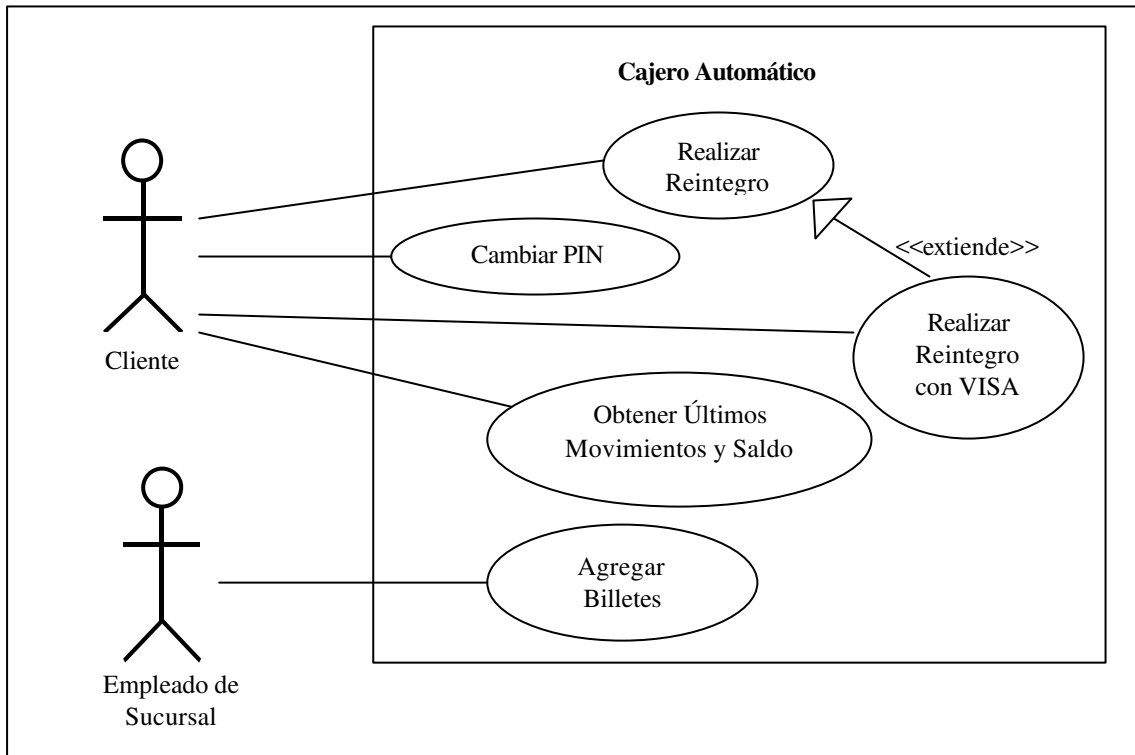 Cajero Automático
Realizar
Reintegro
Cambiar PIN
<<extiende>>
Realizar
Reintegro
con VISA
Cliente
Obtener Últimos
Movimientos y Saldo
Agregar
Billetes
Empleado de
Sucursal